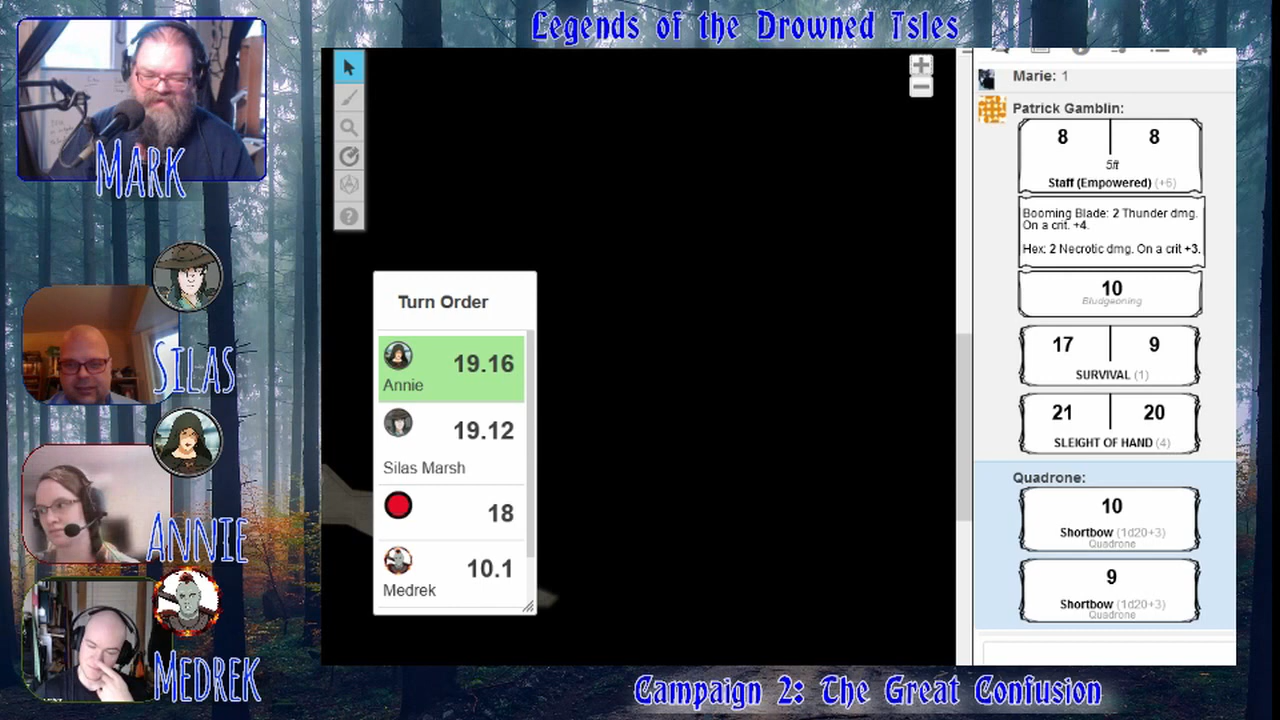 Legends of the Drowned Isles
MARK
SILAS
ANNIE
MEDREK
Turn Order
Annie 19.16
Silas Marsh 19.12
18
Medrek 10.1
Marie: 1
Patrick Gamblin:
8 8
5ft
Staff (Empowered) (+6)
Booming Blade: 2 Thunder dmg.
On a crit. +4.
Hex: 2 Necrotic dmg. On a crit +3.
10
Bludgeoning
17 9
SURVIVAL (1)
21 20
SLEIGHT OF HAND (4)
Quadrone:
10
Shortbow (1d20+3)
Quadrone
9
Shortbow (1d20+3)
Quadrone
Campaign 2: The Great Confusion